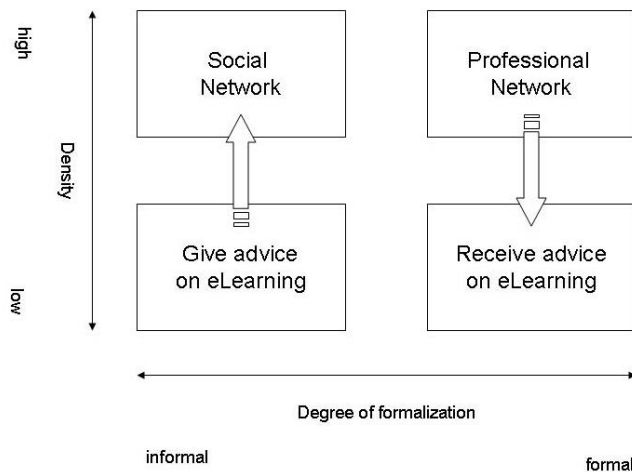 high
Social
Network
Professional
Network
Density
Give advice
on eLearning
Receive advice
on eLearning
low
Degree of formalization
informal
formal